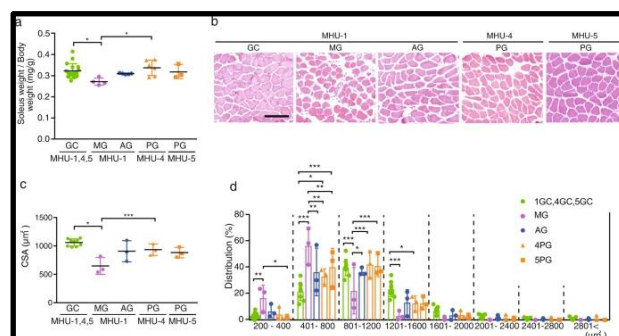 a
Soleus weight / Body
weight (mg/g)
0.5
0.4
0.3
0.2
0.1
0.0
GC MG AG PG PG
MHU-1,4,5 MHU-1 MHU-4 MHU-5
* *
b
MHU-1 MHU-4 MHU-5
GC MG AG PG PG
c
CSA (μm²)
1500
1000
500
0
GC MG AG PG PG
MHU-1,4,5 MHU-1 MHU-4 MHU-5
* ***
d
Distribution (%)
80
60
40
20
0
1GC,4GC,5GC
MG
AG
4PG
5PG
** *
*** *** * ** ** **
*** * *** ***
*** *
200 - <400 401- 800 801-1200 1201-1600 1601- 2000 2001- 2400 2401-2800 2801<
(μm²)